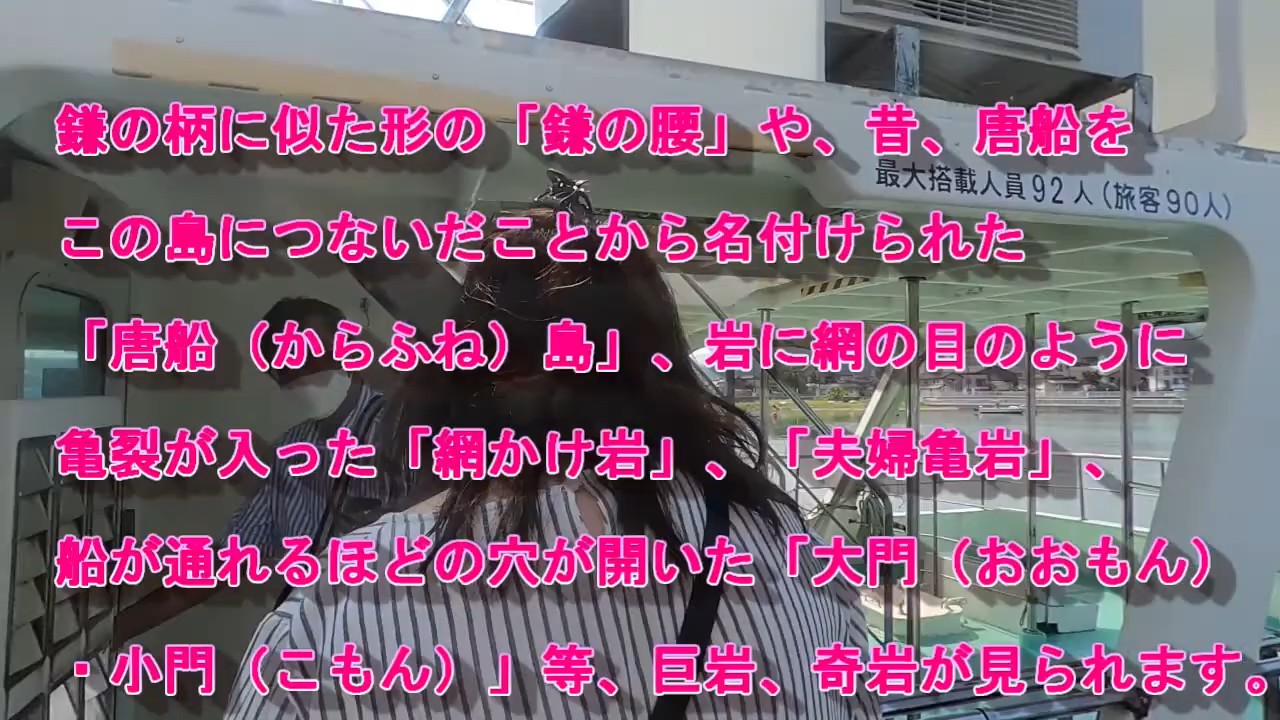 鎌の柄に似た形の「鎌の腰」や、昔、唐船を
最大搭載人員92人(旅客90人)
この島につないだことから名付けられた
「唐船(からふね)島」、岩に網の目のように
亀裂が入った「網かけ岩」、「夫婦亀岩」、
船が通れるほどの穴が開いた「大門(おおもん)
・小門(こもん)」等、巨岩、奇岩が見られます。